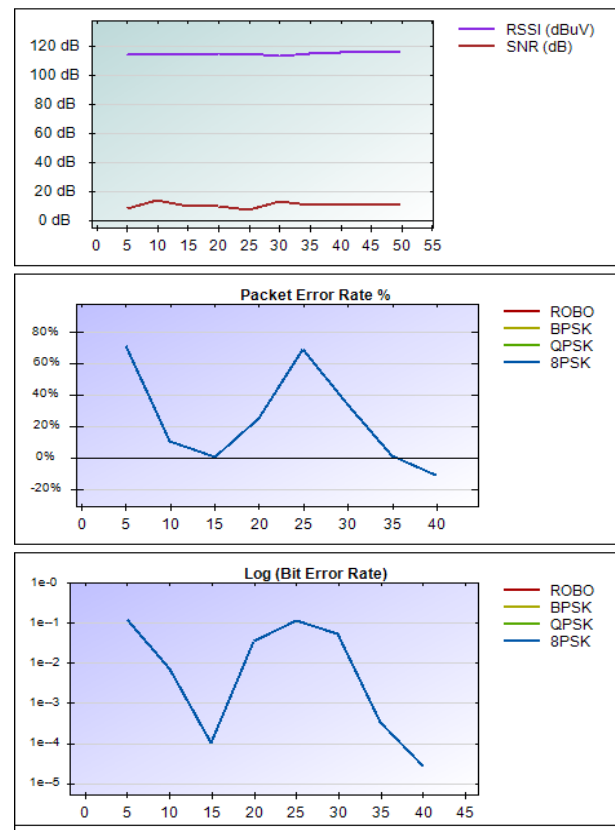 120 dB
100 dB
80 dB
60 dB
40 dB
20 dB
0 dB
0 5 10 15 20 25 30 35 40 45 50 55
RSSI (dBuV)
SNR (dB)
Packet Error Rate %
80%
60%
40%
20%
0%
-20%
0 5 10 15 20 25 30 35 40
ROBO
BPSK
QPSK
8PSK
Log (Bit Error Rate)
1e-0
1e-1
1e-2
1e-3
1e-4
1e--5
0 5 10 15 20 25 30 35 40 45
ROBO
BPSK
QPSK
8PSK